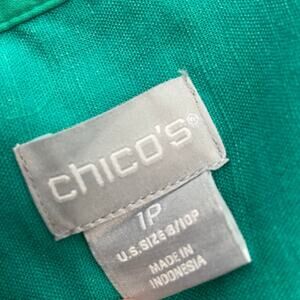 chico's®
1P
U.S. SIZE 8/10P
MADE IN
INDONESIA